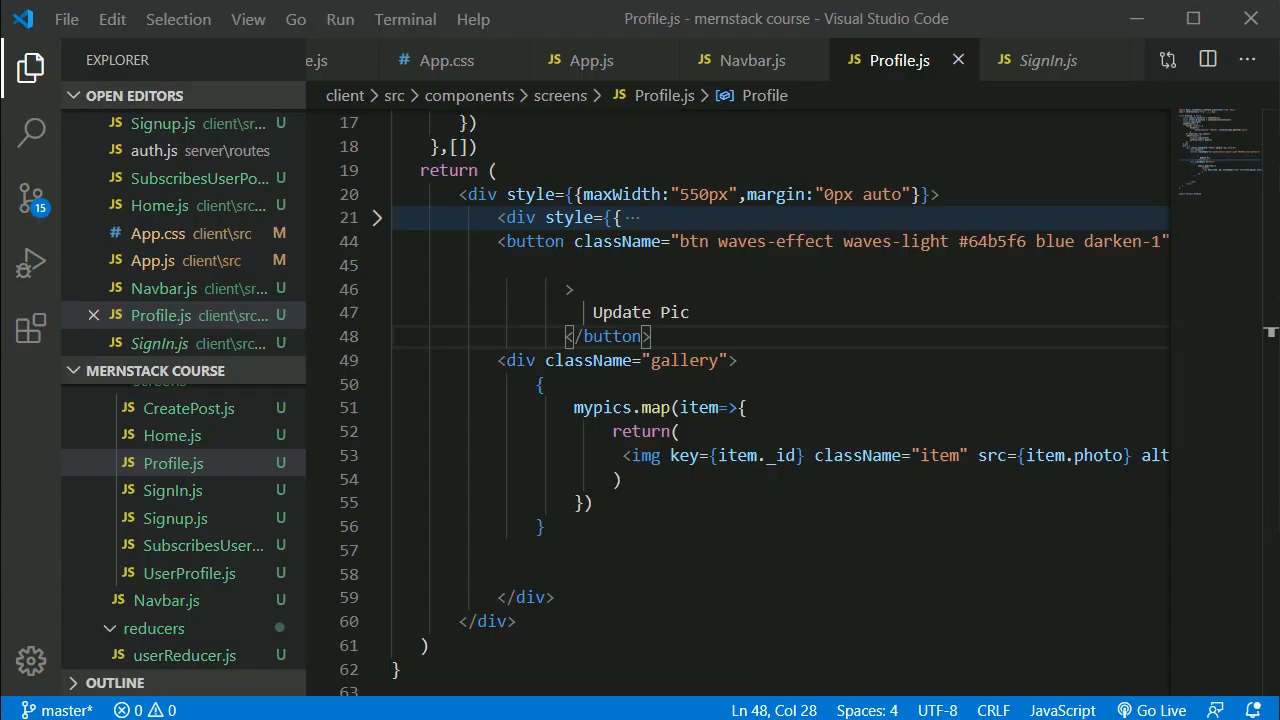 File Edit Selection View Go Run Terminal Help Profile.js - mernstack course - Visual Studio Code
EXPLORER
e.js # App.css JS App.js JS Navbar.js JS Profile.js JS SignIn.js
OPEN EDITORS
JS Signup.js client\src... U
auth.js server\routes
JS SubscribesUserPo... U
JS Home.js client\src... U
# App.css client\src M
JS App.js client\src M
JS Navbar.js client\src... U
JS Profile.js client\src... U
JS SignIn.js client\src... U
MERNSTACK COURSE
screens
JS CreatePost.js U
JS Home.js U
JS Profile.js U
JS SignIn.js U
JS Signup.js U
JS SubscribesUser... U
JS UserProfile.js U
JS Navbar.js U
reducers
JS userReducer.js U
OUTLINE
15
client > src > components > screens > JS Profile.js > Profile
17 })
18 },[])
19 return (
20 <div style={{maxWidth:"550px",margin:"0px auto"}}>
21 <div style={{ ...
44 <button className="btn waves-effect waves-light #64b5f6 blue darken-1"
45
46 >
47 Update Pic
48 </button>
49 <div className="gallery">
50 {
51 mypics.map(item=>{
52 return(
53 <img key={item._id} className="item" src={item.photo} alt
54 )
55 })
56 }
57
58
59 </div>
60 </div>
61 )
62 }
63
master* 0 0 Ln 48, Col 28 Spaces: 4 UTF-8 CRLF JavaScript Go Live